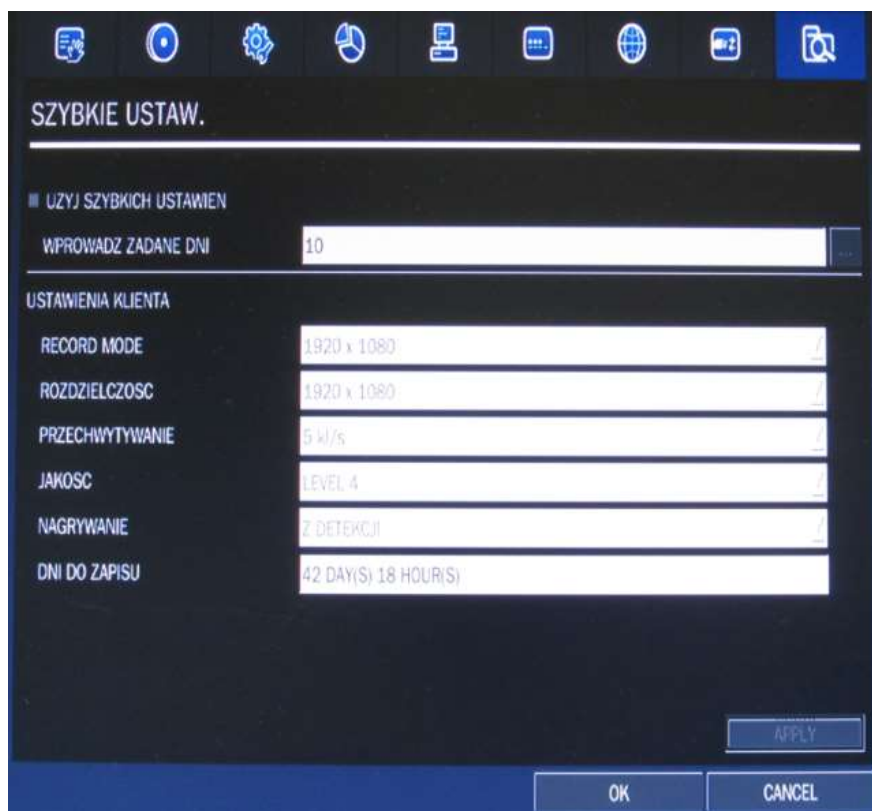 SZYBKIE USTAW.
UZYJ SZYBKICH USTAWIEN
WPROWADZ ZADANE DNI 10 ...
USTAWIENIA KLIENTA
RECORD MODE 1920 x 1080
ROZDZIELCZOSC 1920 x 1080
PRZECHWYTYWANIE 5 kl/s
JAKOSC LEVEL 4
NAGRYWANIE Z DETEKCJI
DNI DO ZAPISU 42 DAY(S) 18 HOUR(S)
APPLY
OK CANCEL